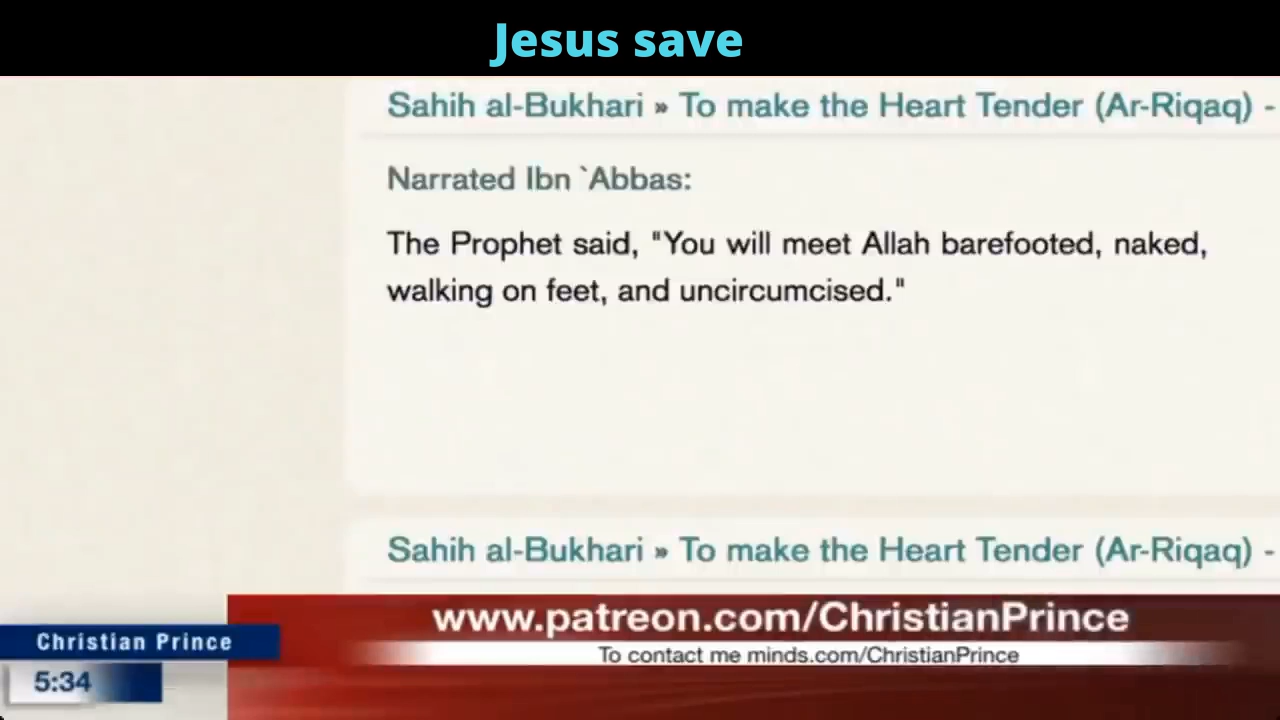 Jesus save
Sahih al-Bukhari » To make the Heart Tender (Ar-Riqaq) -
Narrated Ibn `Abbas:
The Prophet said, "You will meet Allah barefooted, naked,
walking on feet, and uncircumcised."
Sahih al-Bukhari » To make the Heart Tender (Ar-Riqaq) -
www.patreon.com/ChristianPrince
Christian Prince
To contact me minds.com/ChristianPrince
5:34